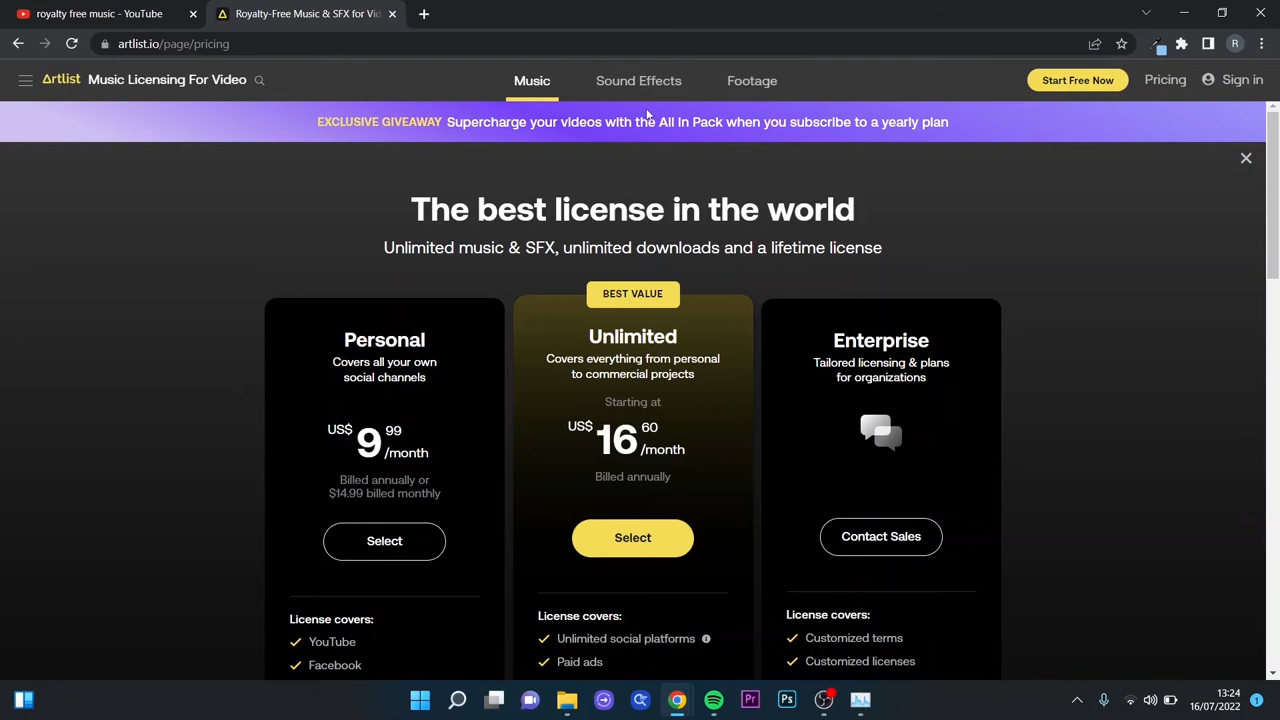 royalty free music - YouTube
Royalty-Free Music & SFX for Vid
artlist.io/page/pricing
R
Artlist Music Licensing For Video
Music
Sound Effects
Footage
Start Free Now
Pricing
Sign in
EXCLUSIVE GIVEAWAY Supercharge your videos with the All In Pack when you subscribe to a yearly plan
The best license in the world
Unlimited music & SFX, unlimited downloads and a lifetime license
Personal
Covers all your own
social channels
US$ 9 99 /month
Billed annually or
$14.99 billed monthly
Select
License covers:
YouTube
Facebook
BEST VALUE
Unlimited
Covers everything from personal
to commercial projects
Starting at
US$ 16 60 /month
Billed annually
Select
License covers:
Unlimited social platforms
Paid ads
Enterprise
Tailored licensing & plans
for organizations
Contact Sales
License covers:
Customized terms
Customized licenses
Pr
Ps
13:24
16/07/2022
1